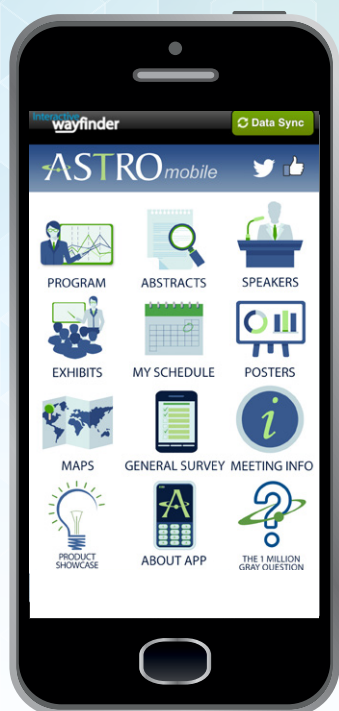 Interactive
wayfinder
Data Sync
ASTRO mobile
PROGRAM ABSTRACTS SPEAKERS
EXHIBITS MY SCHEDULE POSTERS
MAPS GENERAL SURVEY MEETING INFO
PRODUCT
SHOWCASE
ABOUT APP
THE 1 MILLION
GRAY QUESTION